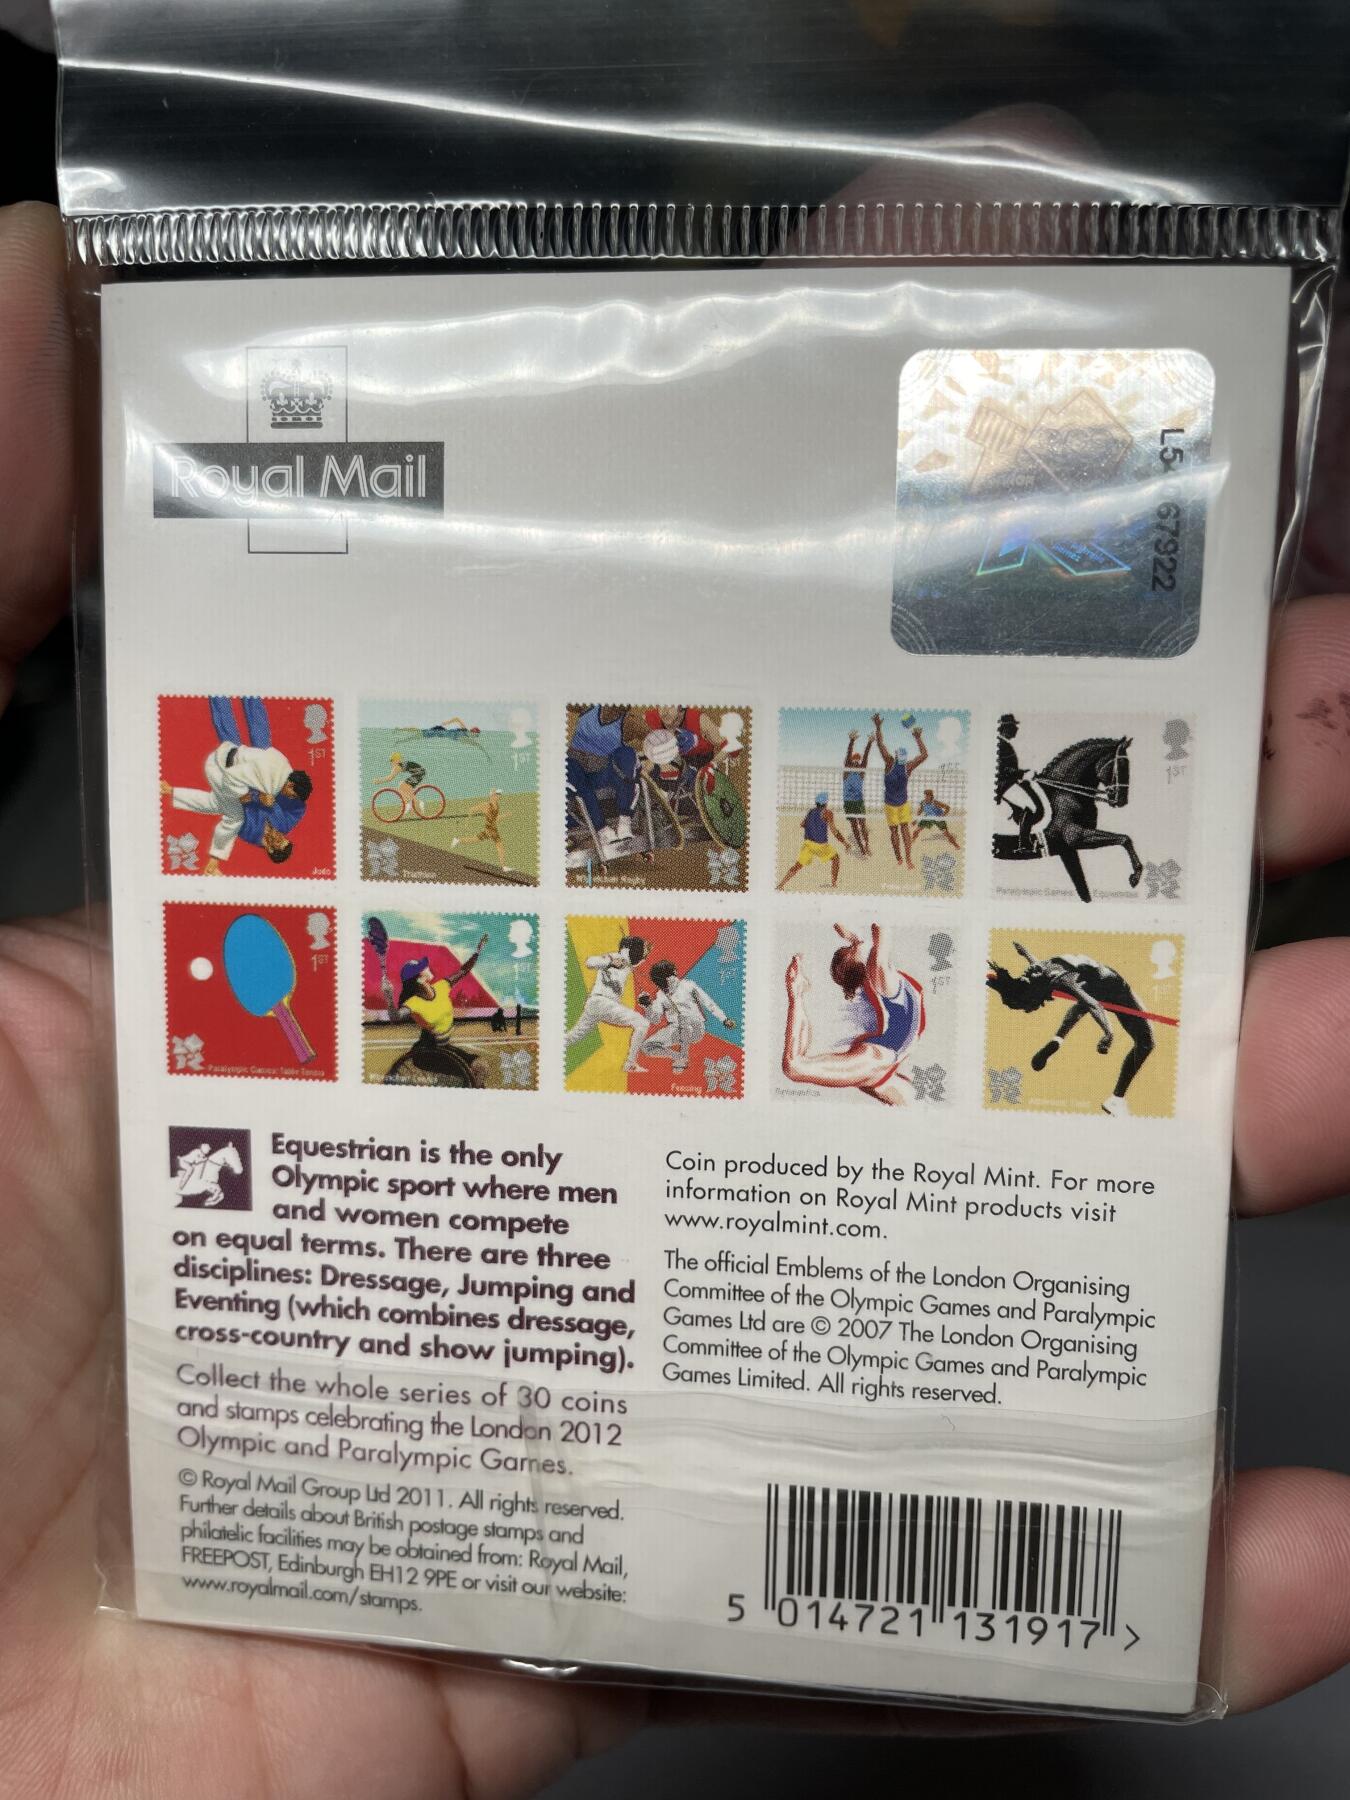 Royal Mail
67922
1ST
Judo
1ST
Triathlon
1ST
1ST
1ST
Paralympic Games: Equestrian
1ST
Paralympic Games: Table Tennis
1ST
1ST
Fencing
1ST
1ST
Equestrian is the only
Olympic sport where men
and women compete
on equal terms. There are three
disciplines: Dressage, Jumping and
Eventing (which combines dressage,
cross-country and show jumping).
Collect the whole series of 30 coins
and stamps celebrating the London 2012
Olympic and Paralympic Games.
© Royal Mail Group Ltd 2011. All rights reserved.
Further details about British postage stamps and
philatelic facilities may be obtained from: Royal Mail,
FREEPOST, Edinburgh EH12 9PE or visit our website:
www.royalmail.com/stamps.
Coin produced by the Royal Mint. For more
information on Royal Mint products visit
www.royalmint.com.
The official Emblems of the London Organising
Committee of the Olympic Games and Paralympic
Games Ltd are © 2007 The London Organising
Committee of the Olympic Games and Paralympic
Games Limited. All rights reserved.
5 014721 131917 >